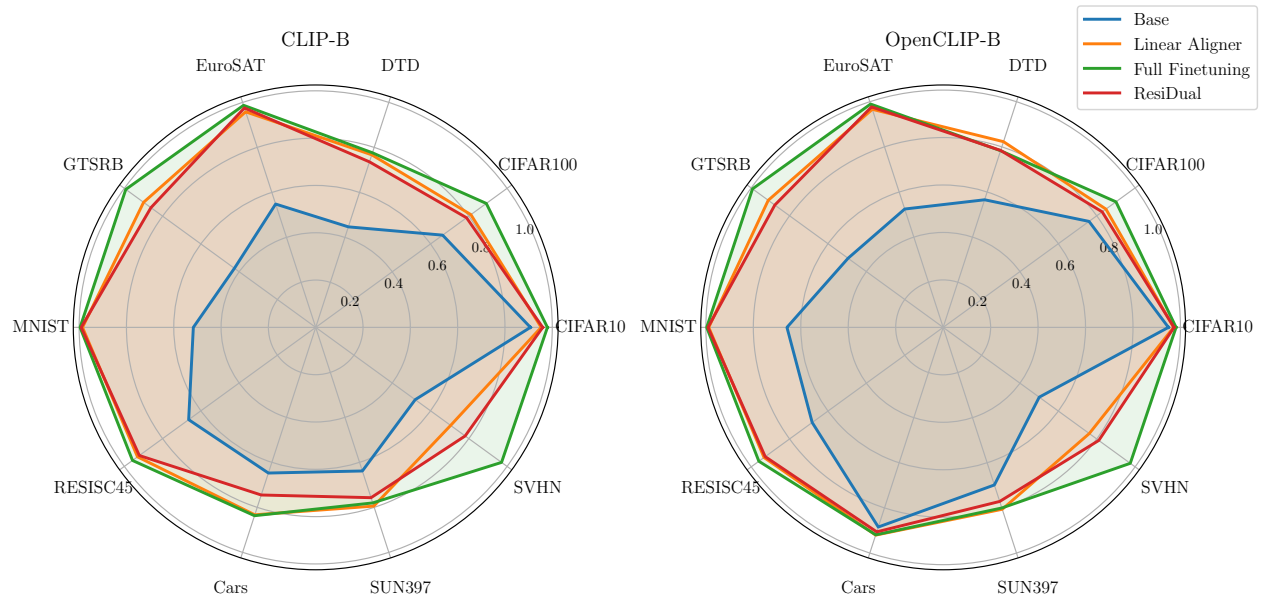 CLIP-B
EuroSAT
DTD
GTSRB
CIFAR100
1.0
0.8
0.6
0.4
0.2
MNIST
CIFAR10
RESISC45
SVHN
Cars
SUN397
OpenCLIP-B
EuroSAT
DTD
GTSRB
CIFAR100
1.0
0.8
0.6
0.4
0.2
MNIST
CIFAR10
RESISC45
SVHN
Cars
SUN397
Base
Linear Aligner
Full Finetuning
ResiDual